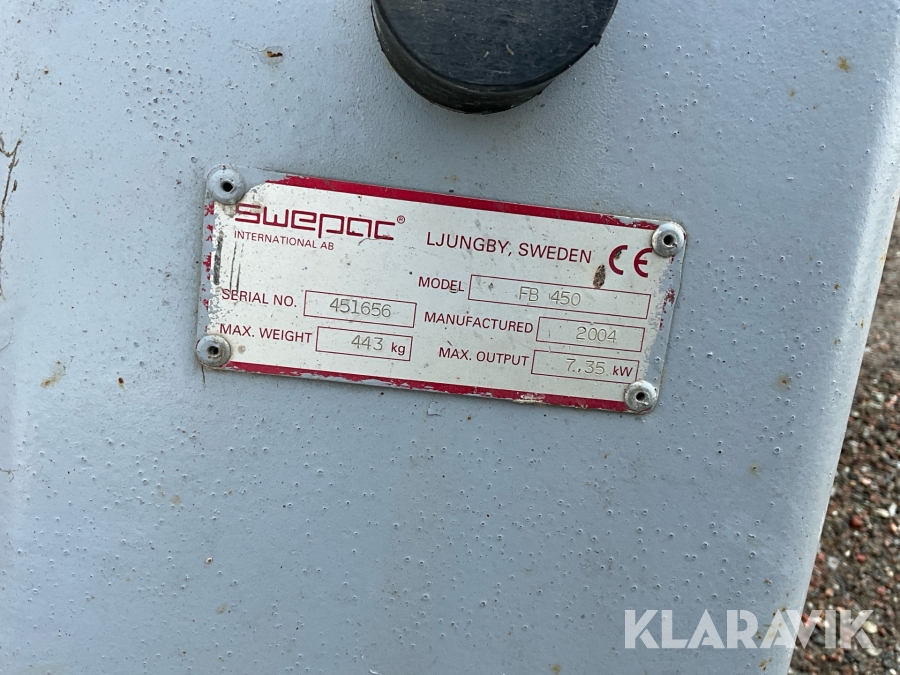 swepac®
INTERNATIONAL AB
LJUNGBY, SWEDEN CE
MODEL FB 450
SERIAL NO. 451656
MANUFACTURED 2004
MAX. WEIGHT 443 kg
MAX. OUTPUT 7,35 kW
KLARAVIK